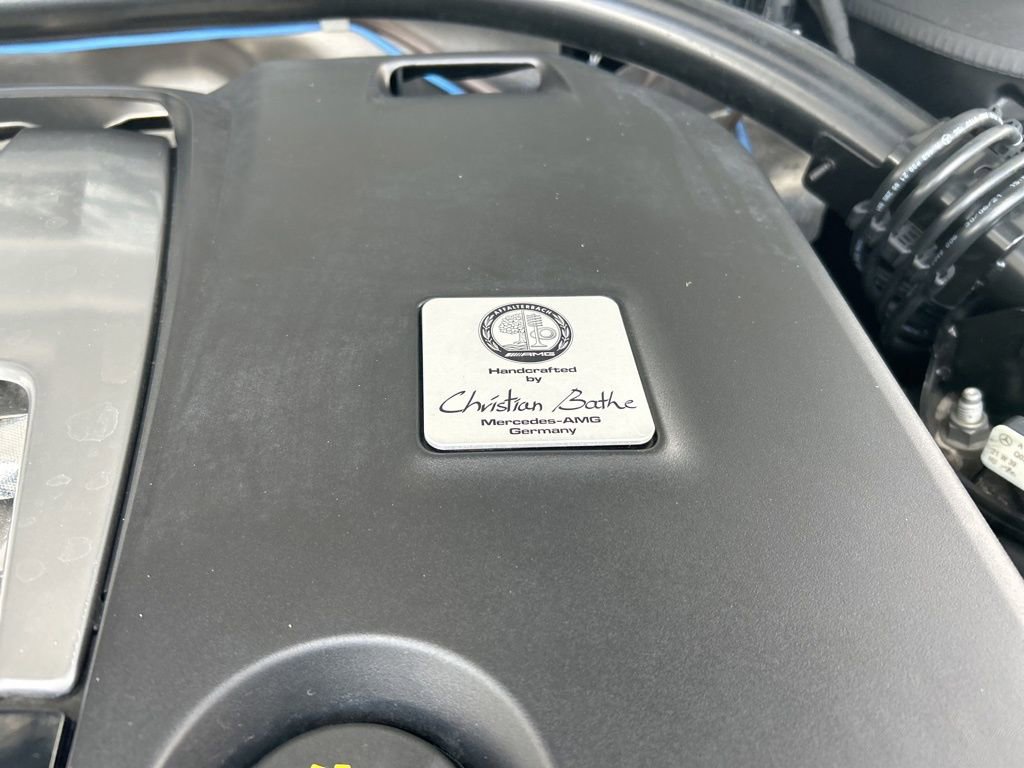 AFFALTERBACH
AMG
Handcrafted
by
Christian Bathe
Mercedes-AMG
Germany